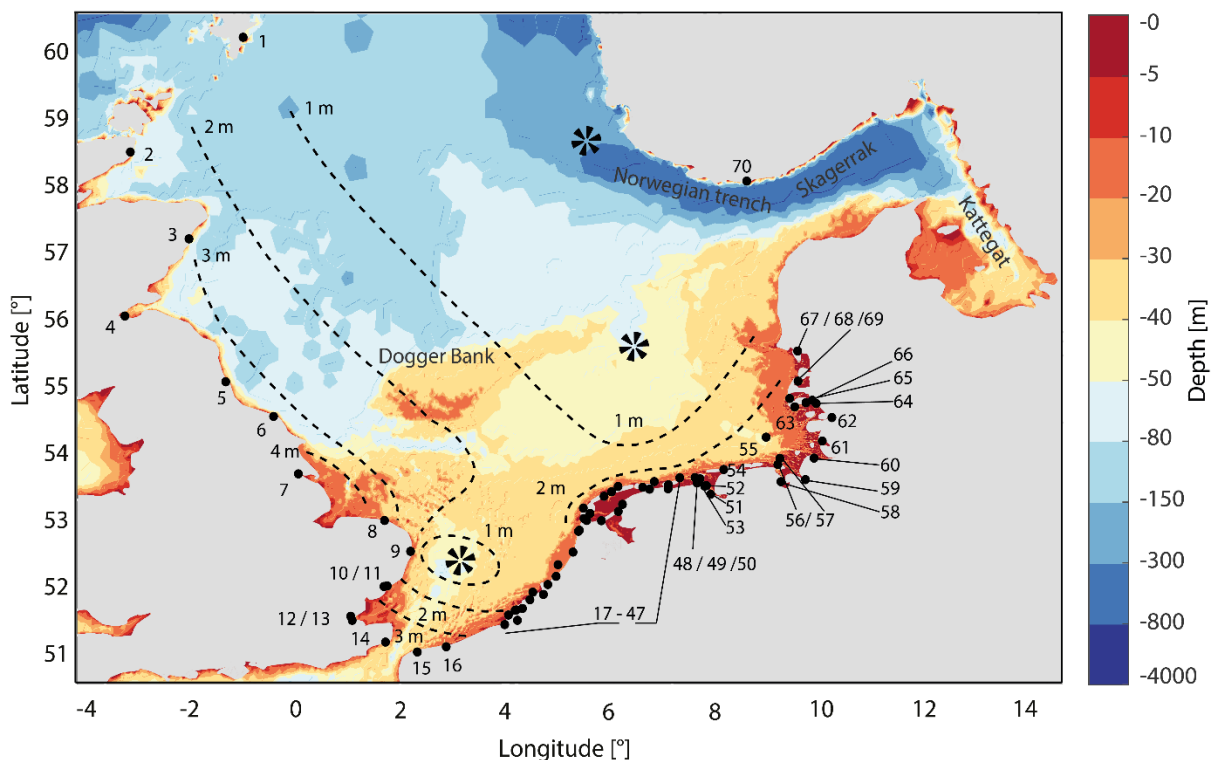 60
59
58
57
56
55
54
53
52
51
Latitude [°]
-4
-2
0
2
4
6
8
10
12
14
Longitude [°]
1
2 m
1 m
2
70
Norwegian trench
Skagerrak
Kattegat
3
3 m
4
67 / 68 /69
Dogger Bank
66
65
64
5
6
1 m
63
62
4 m
55
61
7
2 m
54
60
52
59
51
58
8
53
56/ 57
9
1 m
48 / 49 /50
10 / 11
12 / 13
2 m
17 - 47
14
3 m
15
16
-0
-5
-10
-20
-30
-40
-50
-80
-150
-300
-800
-4000
Depth [m]